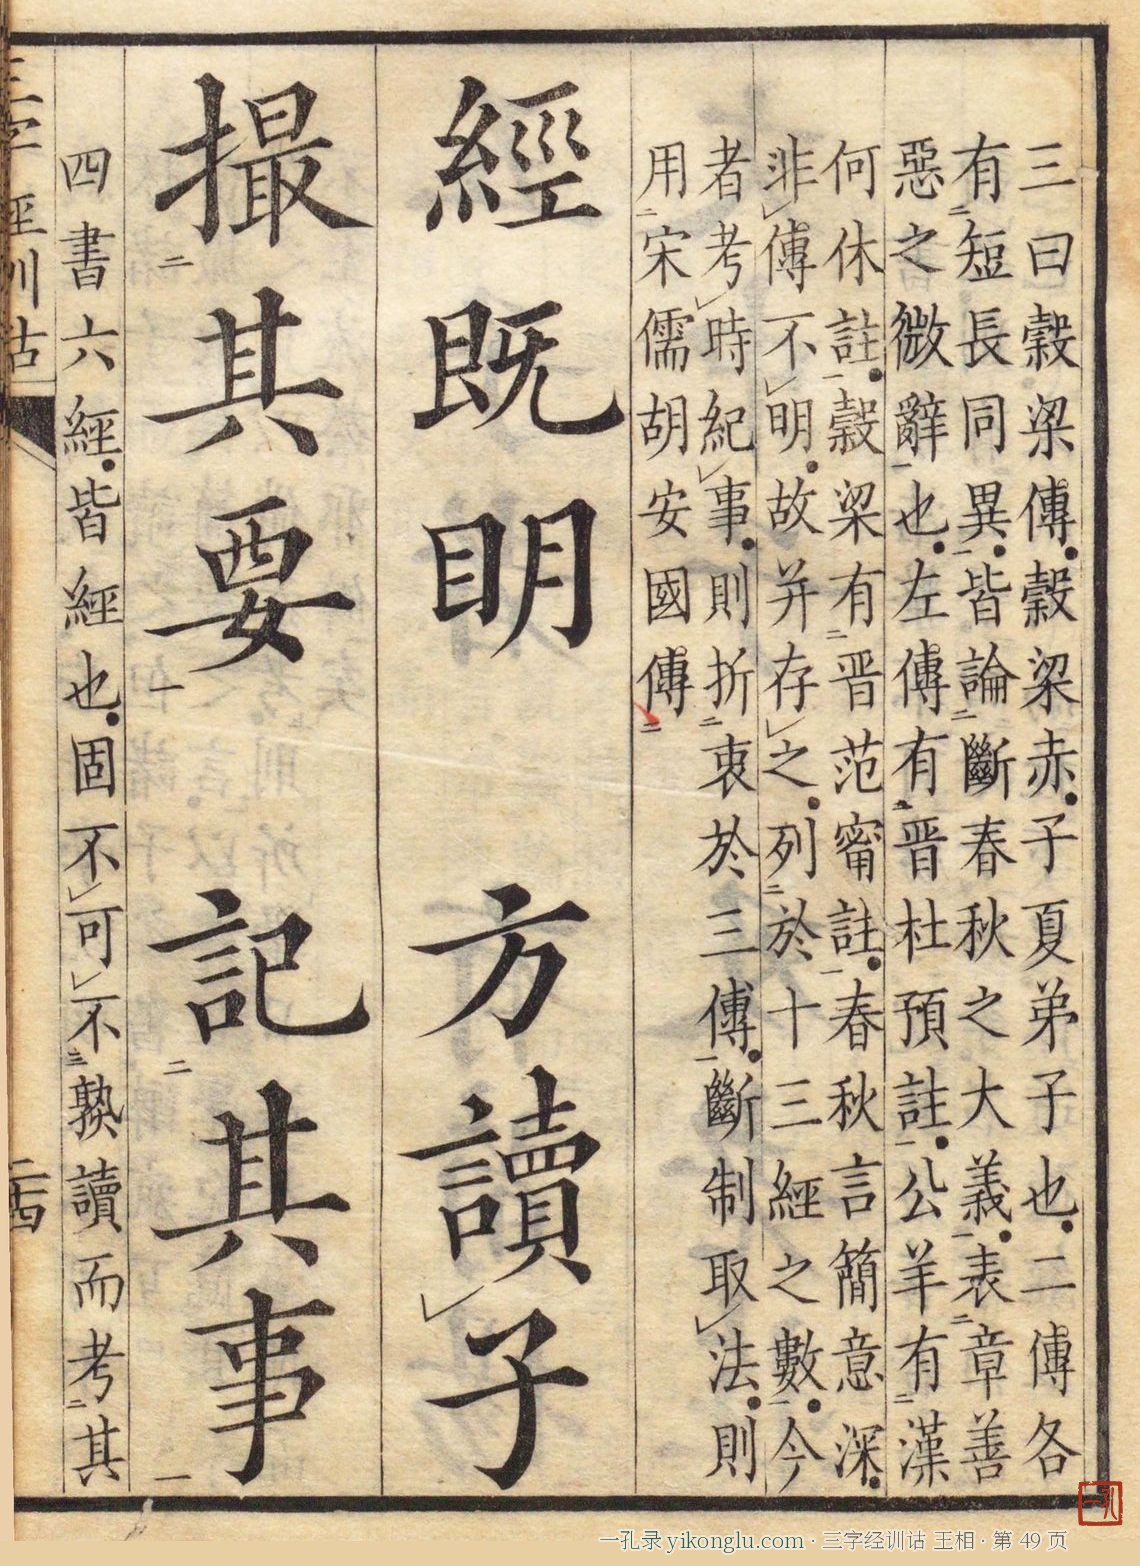 三曰穀梁傳穀梁赤子夏弟子也二傳各
有短長同異皆論斷春秋之大義表章善
惡之微辭也左傳有晋杜預註公羊有漢
何休註穀梁有晋范甯註春秋言簡意深
非傳不明故并存之列於十三經之數今
者考時紀事則折衷於三傳斷制取法則
用宋儒胡安國傳
經既明 方讀子
撮其要 記其事
四書六經皆經也固不可不熟讀而考其
三字經訓詁
二十四
一孔录 yikonglu.com · 三字经训诂 王相 · 第 49 页